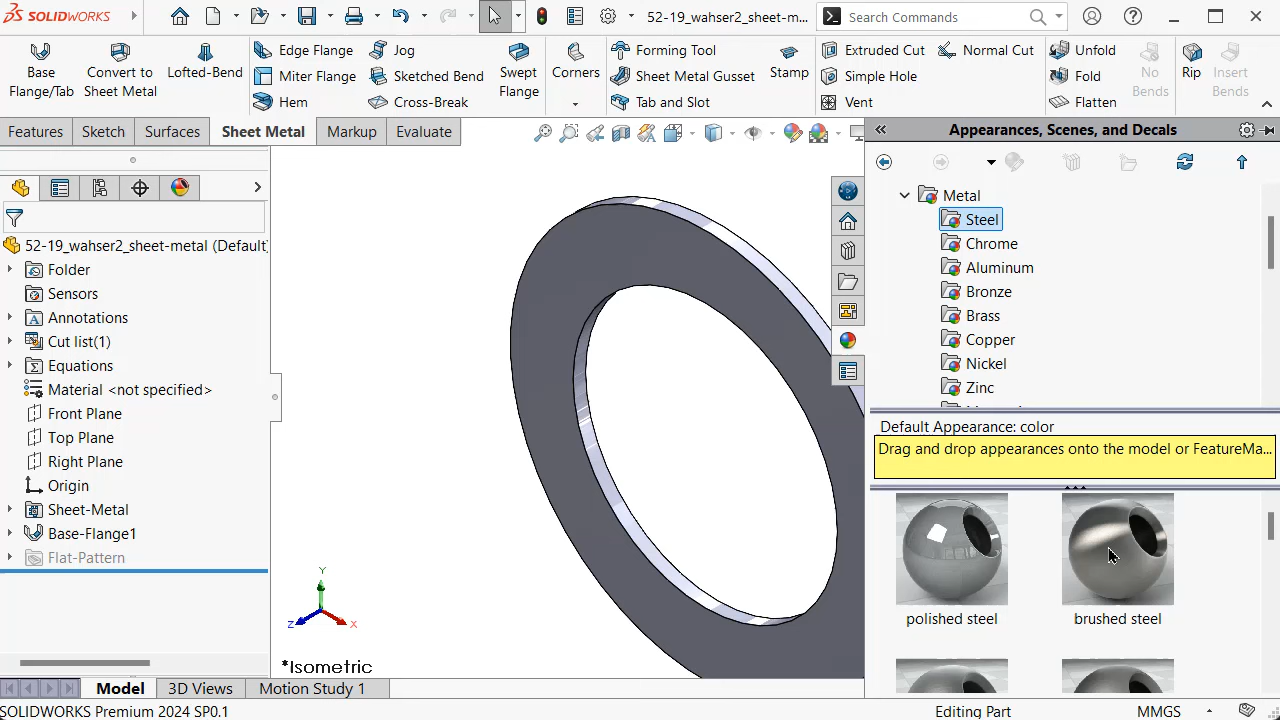 SOLIDWORKS
52-19_wahser2_sheet-m...
Search Commands
Base Flange/Tab
Convert to Sheet Metal
Lofted-Bend
Edge Flange
Miter Flange
Hem
Jog
Sketched Bend
Cross-Break
Swept Flange
Corners
Forming Tool
Sheet Metal Gusset
Tab and Slot
Stamp
Extruded Cut
Normal Cut
Simple Hole
Vent
Unfold
Fold
Flatten
No Bends
Rip
Insert Bends
Features
Sketch
Surfaces
Sheet Metal
Markup
Evaluate
Appearances, Scenes, and Decals
52-19_wahser2_sheet-metal (Default
Folder
Sensors
Annotations
Cut list(1)
Equations
Material <not specified>
Front Plane
Top Plane
Right Plane
Origin
Sheet-Metal
Base-Flange1
Flat-Pattern
Metal
Steel
Chrome
Aluminum
Bronze
Brass
Copper
Nickel
Zinc
Default Appearance: color
Drag and drop appearances onto the model or FeatureMa...
polished steel
brushed steel
Y
Z
X
*Isometric
Model
3D Views
Motion Study 1
SOLIDWORKS Premium 2024 SP0.1
Editing Part
MMGS